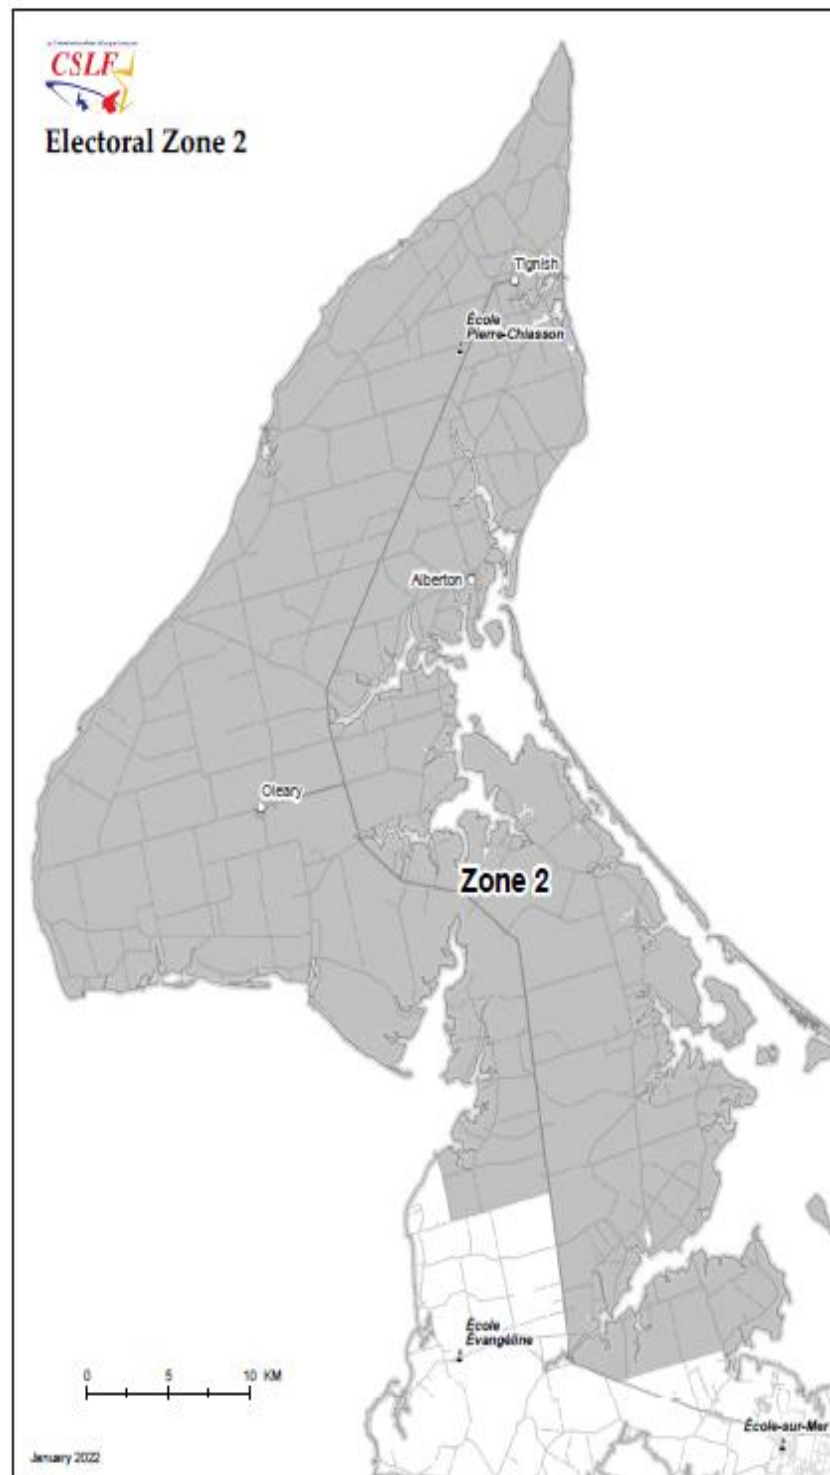 CSLF
Electoral Zone 2
Tignish
École
Pierre-Chiasson
Alberton
Oleary
Zone 2
École
Évangéline
0 5 10 KM
École-sur-Mer
January 2022